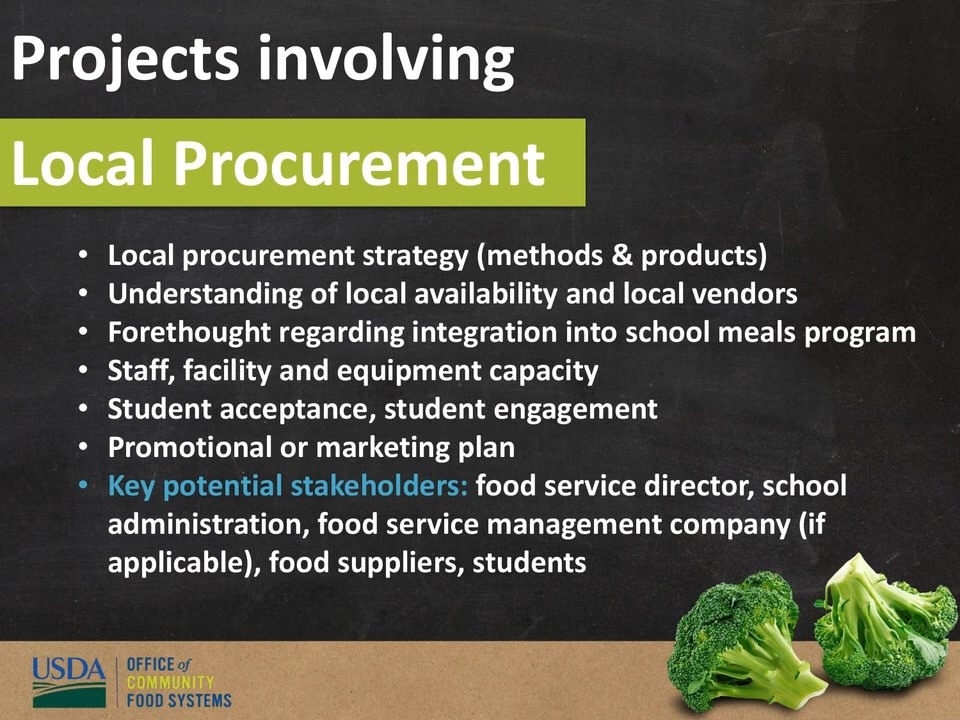 Projects involving
Local Procurement
• Local procurement strategy (methods & products)
• Understanding of local availability and local vendors
• Forethought regarding integration into school meals program
• Staff, facility and equipment capacity
• Student acceptance, student engagement
• Promotional or marketing plan
• Key potential stakeholders: food service director, school
administration, food service management company (if
applicable), food suppliers, students
USDA
OFFICE of
COMMUNITY
FOOD SYSTEMS